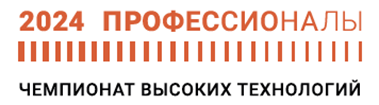 2024 ПРОФЕССИОНАЛЫ
ЧЕМПИОНАТ ВЫСОКИХ ТЕХНОЛОГИЙ